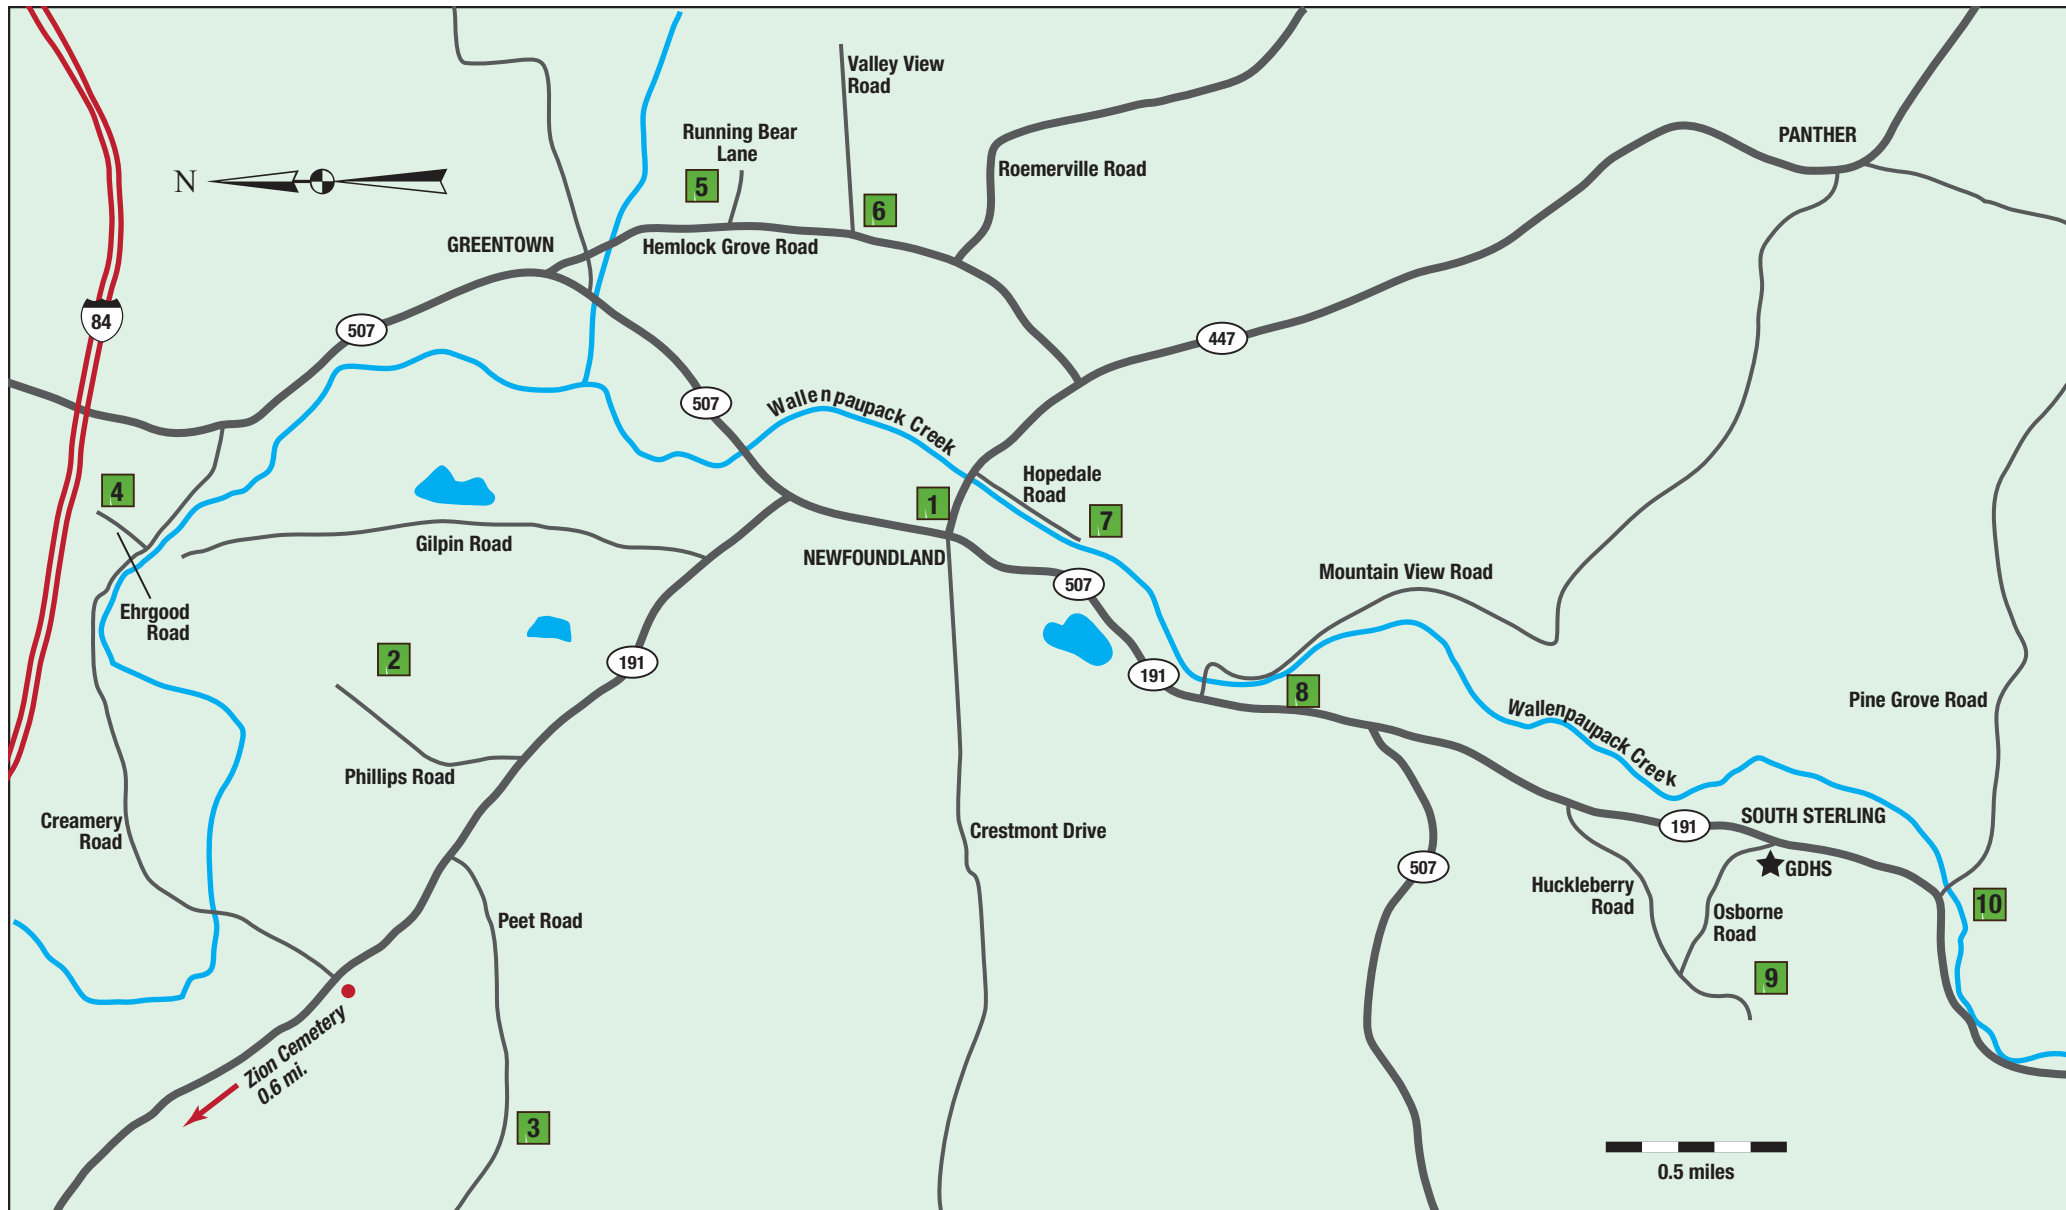 Valley View
Road
Running Bear
Lane
PANTHER
Roemerville Road
N
5
6
GREENTOWN
Hemlock Grove Road
84
507
447
507
Wallenpaupack Creek
4
1
Hopedale
Road
7
Gilpin Road
NEWFOUNDLAND
507
Mountain View Road
Ehrgood
Road
2
191
191
8
Pine Grove Road
Wallenpaupack Creek
Phillips Road
Creamery
Road
Crestmont Drive
191
SOUTH STERLING
507
GDHS
Huckleberry
Road
Osborne
Road
10
Peet Road
9
Zion Cemetery
0.6 mi.
3
0.5 miles